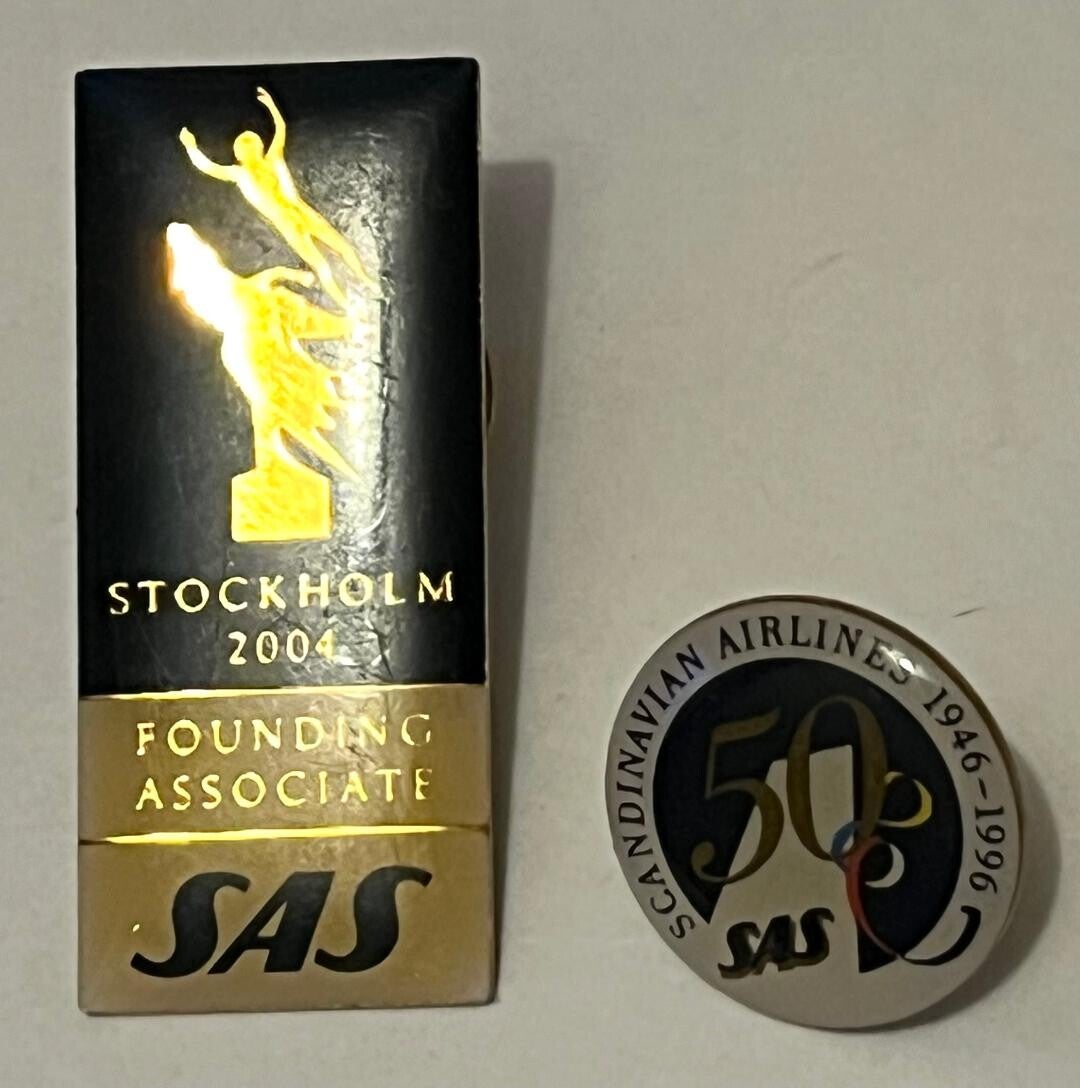 STOCKHOLM
2004
FOUNDING
ASSOCIATE
SAS
SCANDINAVIAN AIRLINES 1946-1996
50
SAS